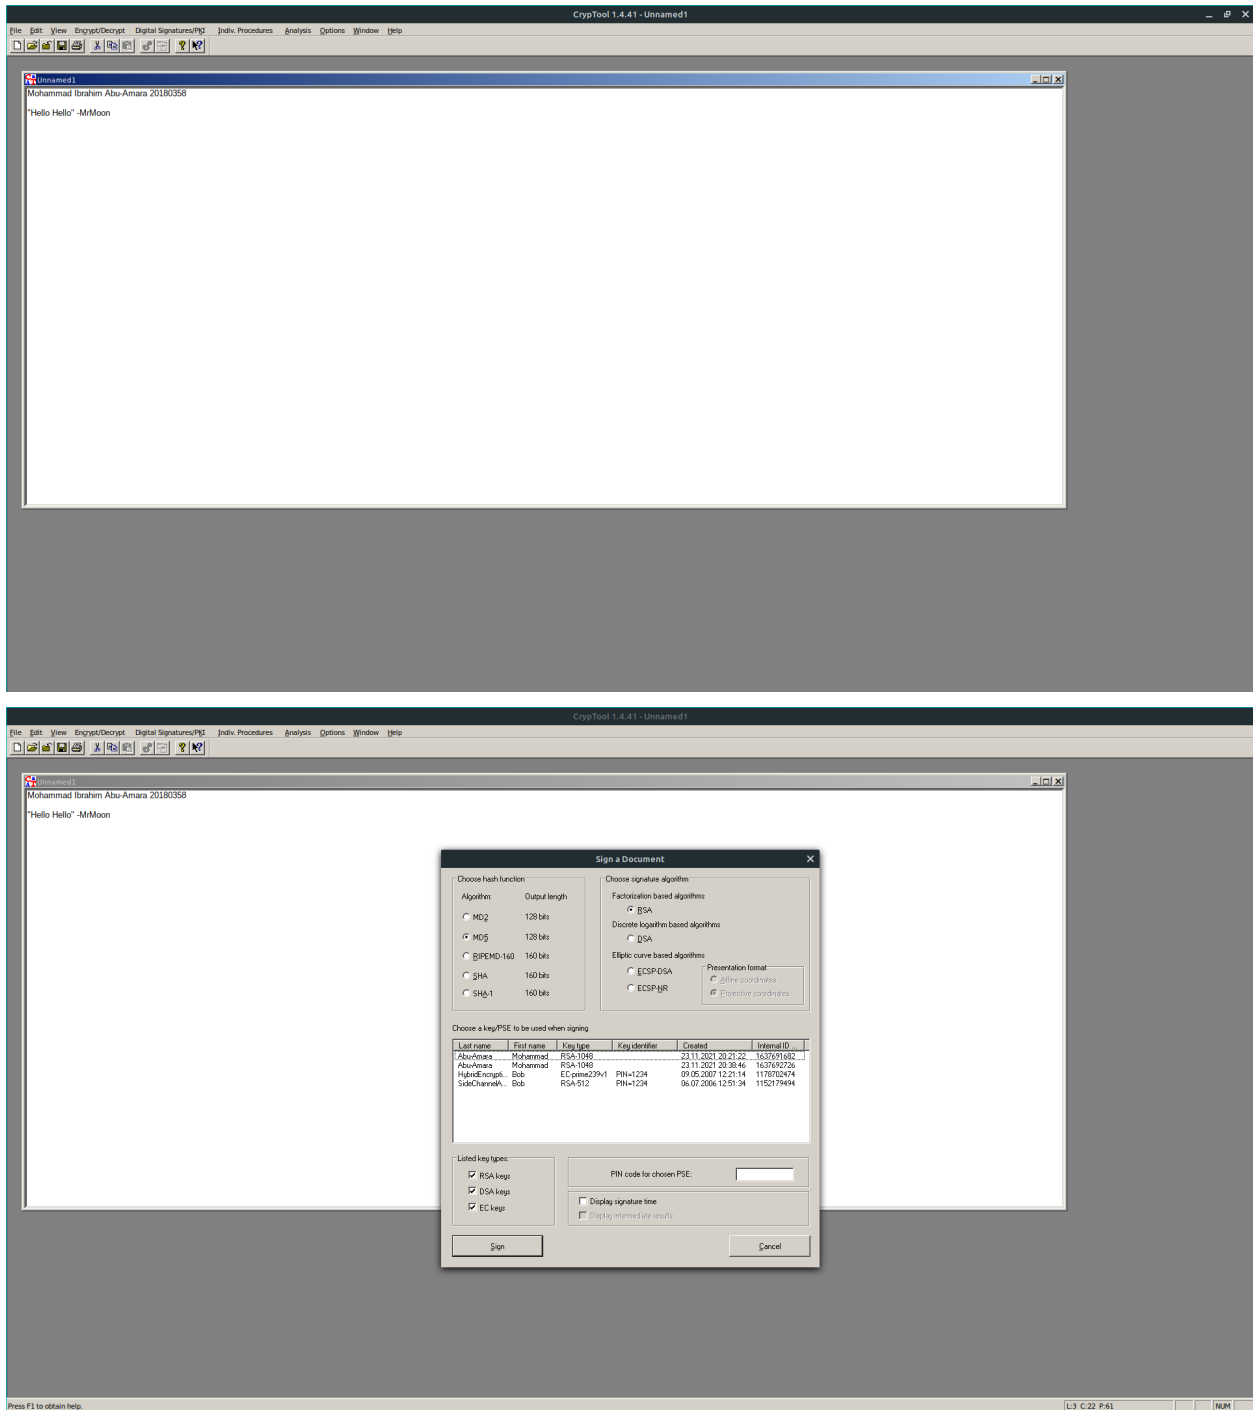 CrypTool 1.4.41 - Unnamed1
File Edit View Encrypt/Decrypt Digital Signatures/PKI Indiv. Procedures Analysis Options Window Help
Unnamed1
Mohammad Ibrahim Abu-Amara 20180358
"Hello Hello" -MrMoon
CrypTool 1.4.41 - Unnamed1
File Edit View Encrypt/Decrypt Digital Signatures/PKI Indiv. Procedures Analysis Options Window Help
Unnamed1
Mohammad Ibrahim Abu-Amara 20180358
"Hello Hello" -MrMoon
Sign a Document
Choose hash function
Algorithm: Output length
MD2 128 bits
MD5 128 bits
RIPEMD-160 160 bits
SHA 160 bits
SHA-1 160 bits
Choose signature algorithm
Factorization based algorithms
RSA
Discrete logarithm based algorithms
DSA
Elliptic curve based algorithms
ECSP-DSA
ECSP-NR
Presentation format
Affine coordinates
Projective coordinates
Choose a key/PSE to be used when signing
Last name First name Key type Key identifier Created Internal ID ...
Abu-Amara Mohammad RSA-1048 23.11.2021 20:21:22 1637691682
Abu-Amara Mohammad RSA-1048 23.11.2021 20:38:46 1637692726
HybridEncrypti... Bob EC-prime239v1 PIN=1234 09.05.2007 12:21:14 1178702474
SideChannelA... Bob RSA-512 PIN=1234 06.07.2006 12:51:34 1152179494
Listed key types:
RSA keys
DSA keys
EC keys
PIN code for chosen PSE:
Display signature time
Display intermediate results
Sign
Cancel
Press F1 to obtain help.
L:3 C:22 P:61
NUM